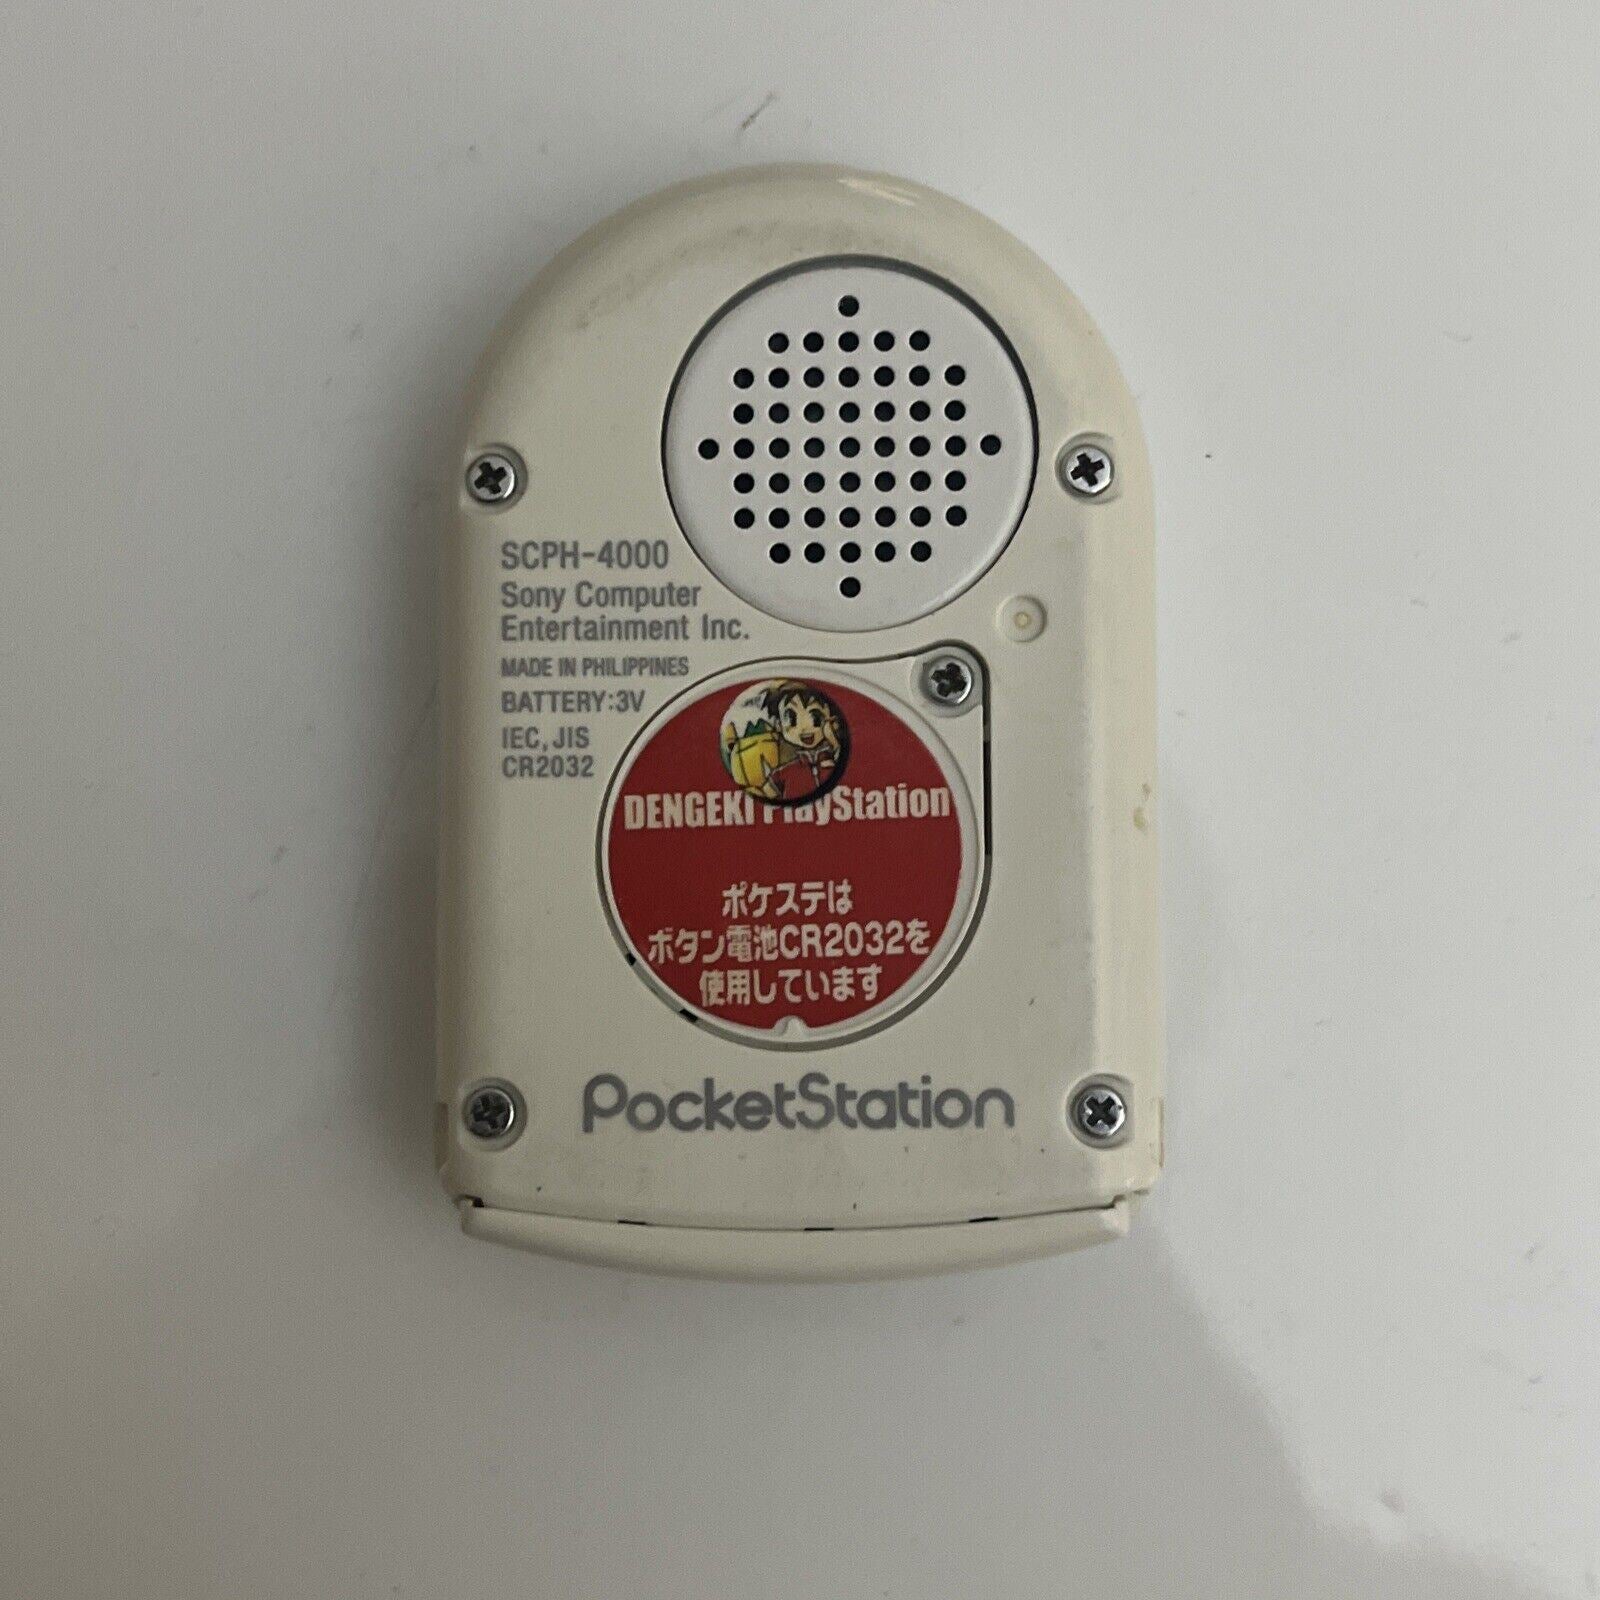 SCPH-4000
Sony Computer
Entertainment Inc.
MADE IN PHILIPPINES
BATTERY:3V
IEC, JIS
CR2032
DENGEKI PlayStation
ポケステは
ボタン電池CR2032を
使用しています
PocketStation